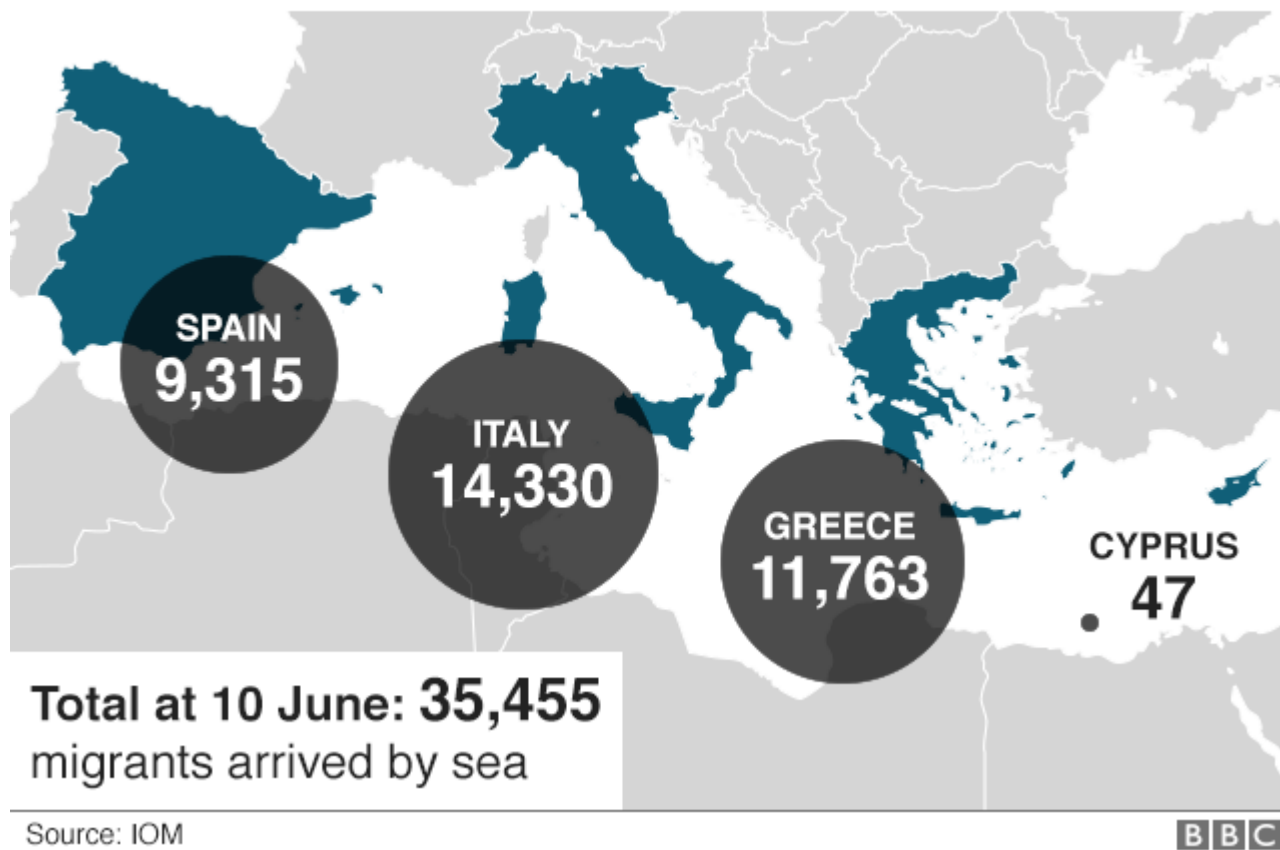 SPAIN
9,315
ITALY
14,330
GREECE
11,763
CYPRUS
47
Total at 10 June: 35,455
migrants arrived by sea
Source: IOM
BBC